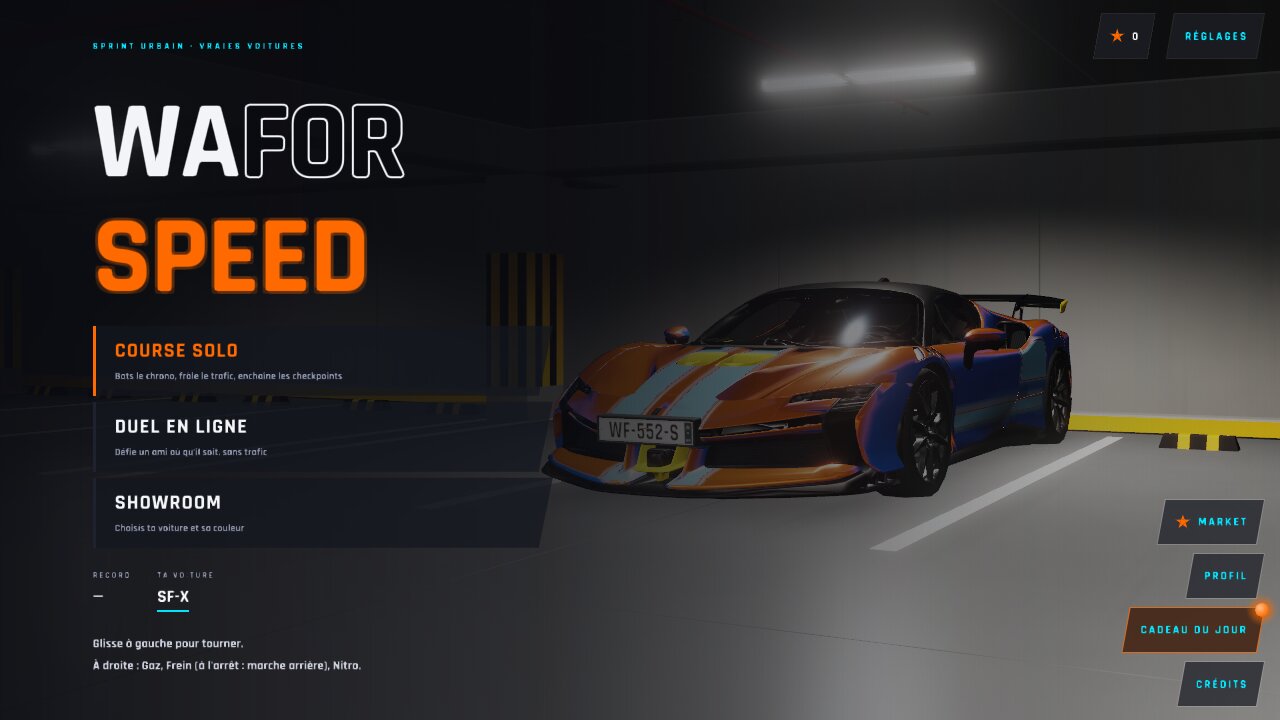 SPRINT URBAIN · VRAIES VOITURES
★ 0
RÉGLAGES
WAFOR
SPEED
COURSE SOLO
Bats le chrono, frôle le trafic, enchaîne les checkpoints
DUEL EN LIGNE
Défie un ami ou qu'il soit, sans trafic
SHOWROOM
Choisis ta voiture et sa couleur
WF-552-S
RECORD
TA VOITURE
—
SF-X
Glisse à gauche pour tourner.
À droite : Gaz, Frein (à l'arrêt : marche arrière), Nitro.
★ MARKET
PROFIL
CADEAU DU JOUR
CRÉDITS